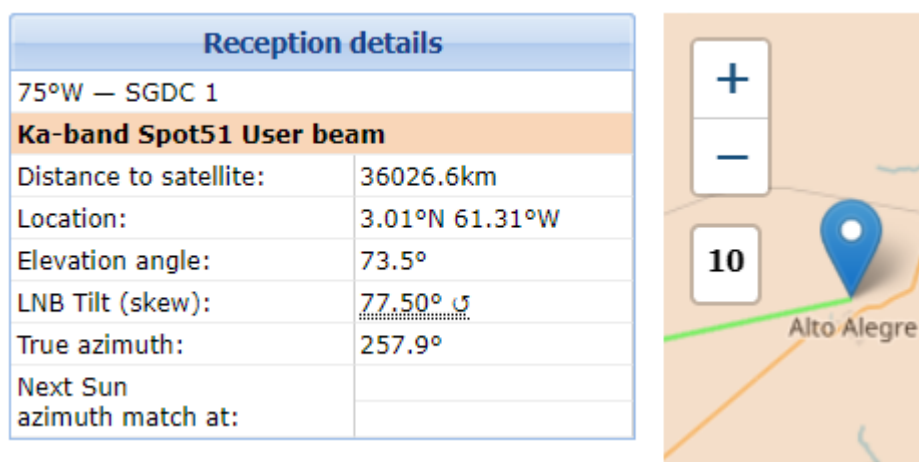 Reception details
75°W — SGDC 1
Ka-band Spot51 User beam
Distance to satellite: 36026.6km
Location: 3.01°N 61.31°W
Elevation angle: 73.5°
LNB Tilt (skew): 77.50° ↺
True azimuth: 257.9°
Next Sun
azimuth match at:
+
−
10
Alto Alegre